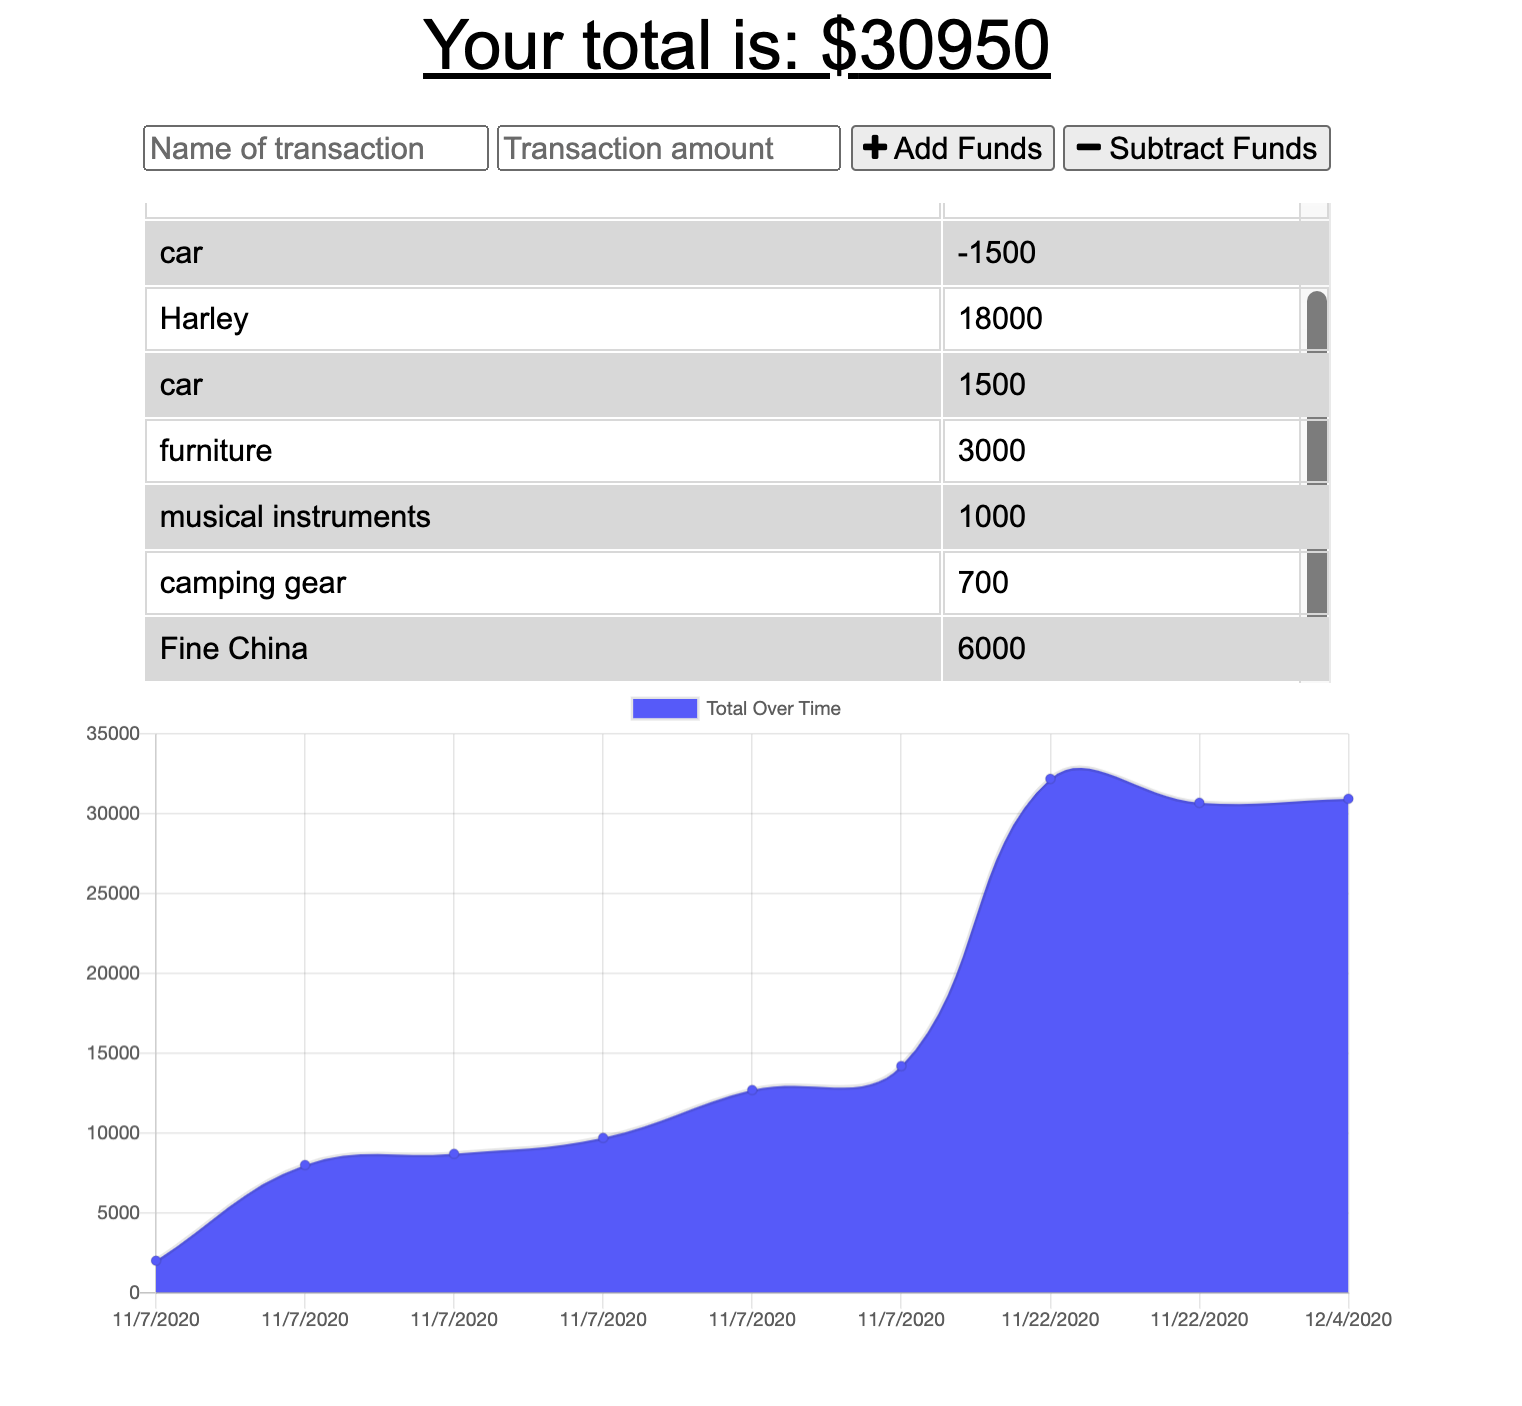 Your total is: $30950
Name of transaction Transaction amount Add Funds Subtract Funds
car -1500
Harley 18000
car 1500
furniture 3000
musical instruments 1000
camping gear 700
Fine China 6000
Total Over Time
35000
30000
25000
20000
15000
10000
5000
0
11/7/2020 11/7/2020 11/7/2020 11/7/2020 11/7/2020 11/7/2020 11/22/2020 11/22/2020 12/4/2020